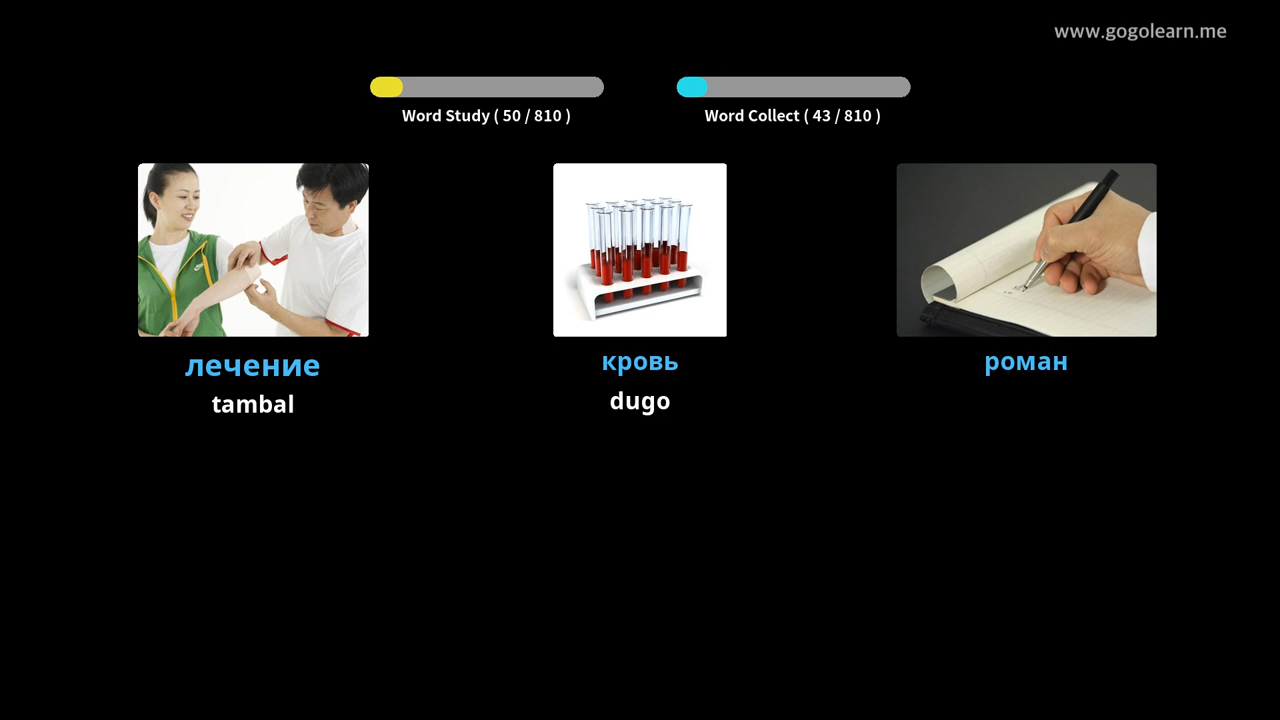 www.gogolearn.me
Word Study ( 50 / 810 )
Word Collect ( 43 / 810 )
лечение
tambal
кровь
dugo
роман